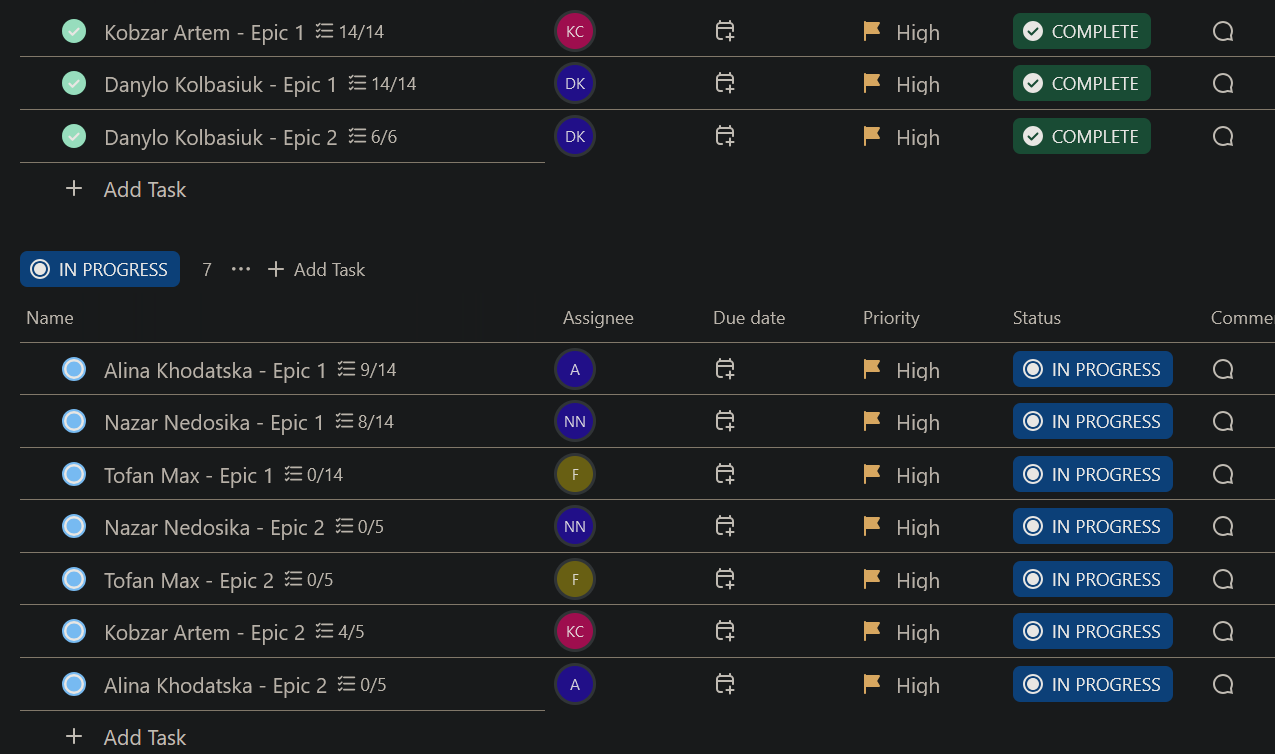 Kobzar Artem - Epic 1 14/14 KC High COMPLETE
Danylo Kolbasiuk - Epic 1 14/14 DK High COMPLETE
Danylo Kolbasiuk - Epic 2 6/6 DK High COMPLETE
+ Add Task
IN PROGRESS 7 ... + Add Task
Name Assignee Due date Priority Status Comme
Alina Khodatska - Epic 1 9/14 A High IN PROGRESS
Nazar Nedosika - Epic 1 8/14 NN High IN PROGRESS
Tofan Max - Epic 1 0/14 F High IN PROGRESS
Nazar Nedosika - Epic 2 0/5 NN High IN PROGRESS
Tofan Max - Epic 2 0/5 F High IN PROGRESS
Kobzar Artem - Epic 2 4/5 KC High IN PROGRESS
Alina Khodatska - Epic 2 0/5 A High IN PROGRESS
+ Add Task